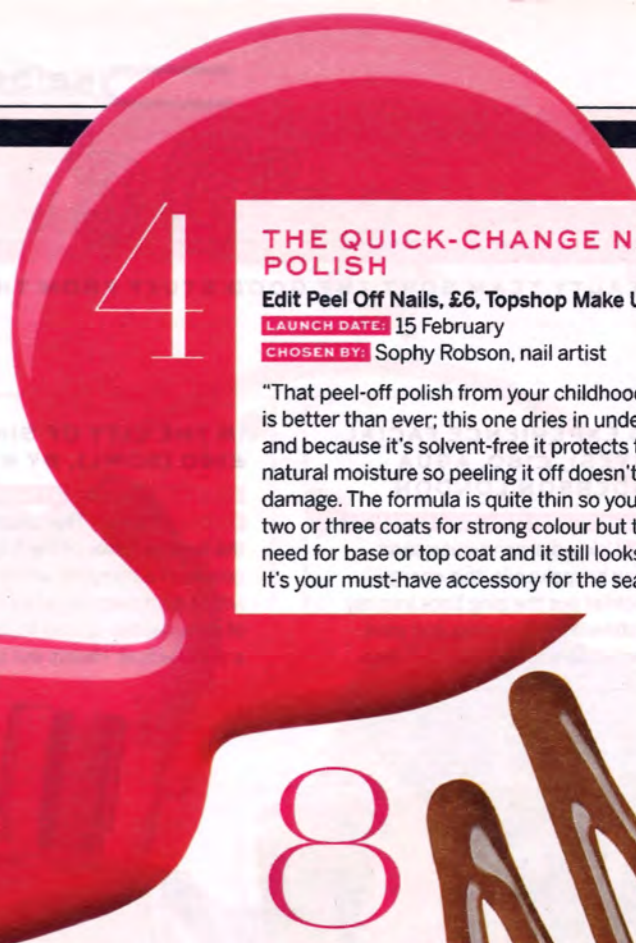 4
THE QUICK-CHANGE N
POLISH
Edit Peel Off Nails, £6, Topshop Make U
LAUNCH DATE: 15 February
CHOSEN BY: Sophy Robson, nail artist
"That peel-off polish from your childhood
is better than ever; this one dries in unde
and because it's solvent-free it protects t
natural moisture so peeling it off doesn't
damage. The formula is quite thin so you
two or three coats for strong colour but t
need for base or top coat and it still looks
It's your must-have accessory for the sea
8